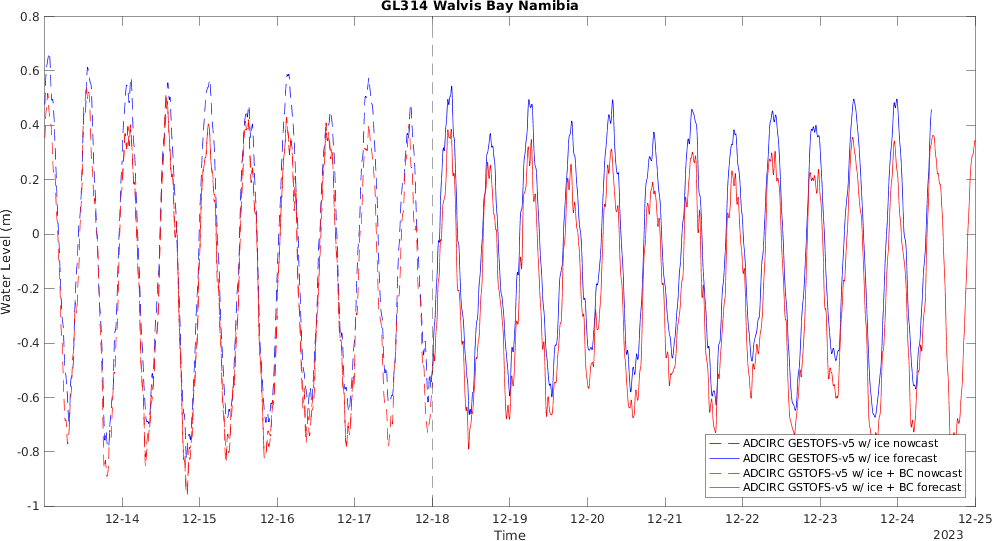 GL314 Walvis Bay Namibia
0.8
0.6
0.4
0.2
0
-0.2
-0.4
-0.6
-0.8
-1
Water Level (m)
ADCIRC GESTOFS-v5 w/ ice nowcast
ADCIRC GESTOFS-v5 w/ ice forecast
ADCIRC GSTOFS-v5 w/ ice + BC nowcast
ADCIRC GSTOFS-v5 w/ ice + BC forecast
12-14 12-15 12-16 12-17 12-18 12-19 12-20 12-21 12-22 12-23 12-24 12-25
Time
2023